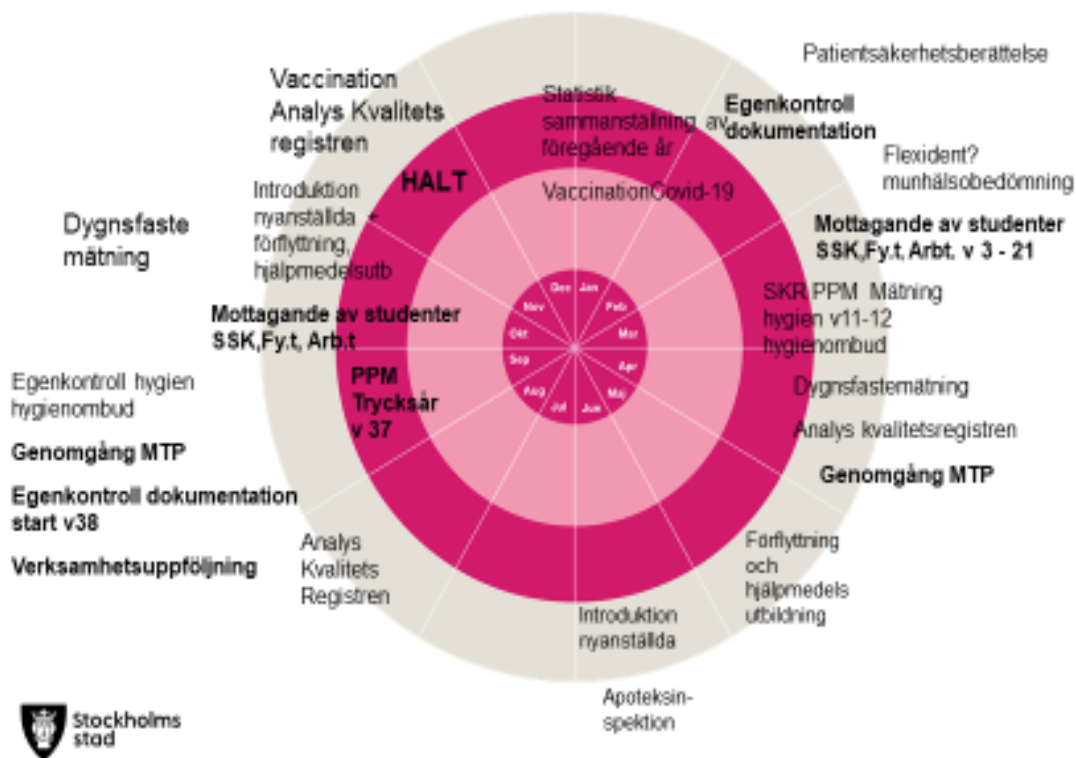 Patientsäkerhetsberättelse
Vaccination
Analys Kvalitets
registren
Statistik
sammanställning av
föregående år
Egenkontroll
dokumentation
Flexident?
munhälsobedömning
HALT
VaccinationCovid-19
Introduktion
nyanställda +
förflyttning,
hjälpmedelsutb
Dygnsfaste
mätning
Mottagande av studenter
SSK,Fy.t, Arbt. v 3 - 21
SKR PPM Mätning
hygien v11-12
hygienombud
Mottagande av studenter
SSK,Fy.t, Arb.t
Dec
Jan
Feb
Mar
Apr
Maj
Jun
Jul
Aug
Sep
Okt
Nov
PPM
Trycksår
v 37
Egenkontroll hygien
hygienombud
Genomgång MTP
Egenkontroll dokumentation
start v38
Verksamhetsuppföljning
Dygnsfastemätning
Analys kvalitetsregistren
Genomgång MTP
Analys
Kvalitets
Registren
Förflyttning
och
hjälpmedels
utbildning
Introduktion
nyanställda
Apoteksin-
spektion
Stockholms
stad